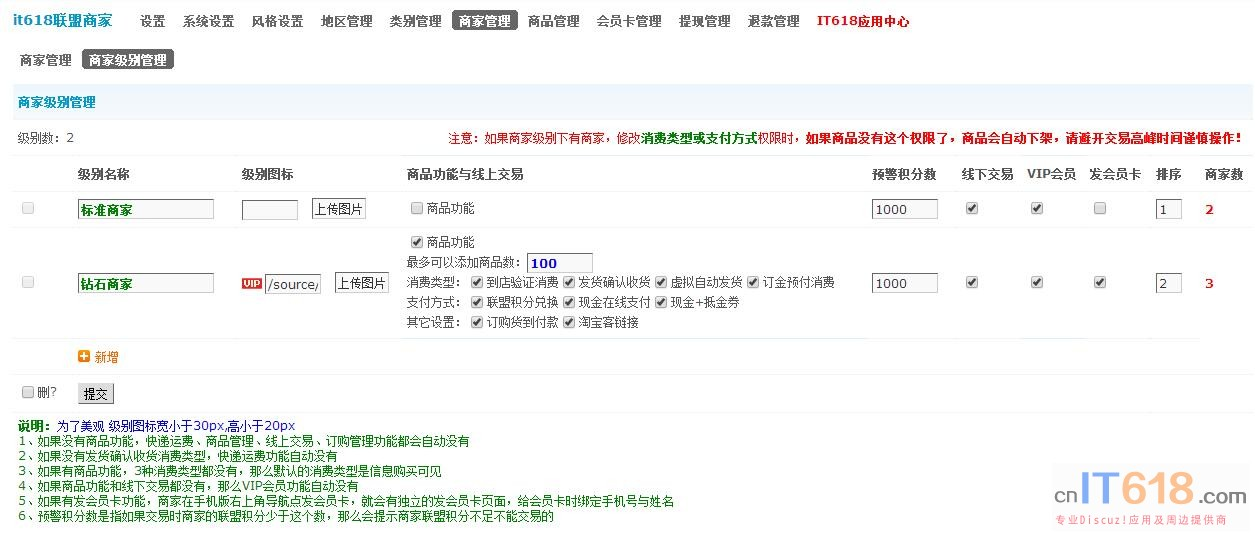 it618联盟商家 设置 系统设置 风格设置 地区管理 类别管理 商家管理 商品管理 会员卡管理 提现管理 退款管理 IT618应用中心
商家管理 商家级别管理
商家级别管理
级别数：2 注意：如果商家级别下有商家，修改消费类型或支付方式权限时，如果商品没有这个权限了，商品会自动下架，请避开交易高峰时间谨慎操作！
级别名称 级别图标 商品功能与线上交易 预警积分数 线下交易 VIP会员 发会员卡 排序 商家数
标准商家 上传图片 商品功能 1000 1 2
商品功能
最多可以添加商品数：100
钻石商家 VIP /source/ 上传图片 消费类型： 到店验证消费 发货确认收货 虚拟自动发货 订金预付消费 1000 2 3
支付方式： 联盟积分兑换 现金在线支付 现金+抵金券
其它设置： 订购货到付款 淘宝客链接
新增
删? 提交
说明：为了美观 级别图标宽小于30px,高小于20px
1、如果没有商品功能，快递运费、商品管理、线上交易、订购管理功能都会自动没有
2、如果没有发货确认收货消费类型，快递运费功能自动没有
3、如果有商品功能，3种消费类型都没有，那么默认的消费类型是信息购买可见
4、如果商品功能和线下交易都没有，那么VIP会员功能自动没有
5、如果有发会员卡功能，商家在手机版右上角导航点发会员卡，就会有独立的发会员卡页面，给会员卡时绑定手机号与姓名
6、预警积分数是指如果交易时商家的联盟积分少于这个数，那么会提示商家联盟积分不足不能交易的
cnIT618.com
专业Discuz!应用及周边提供商